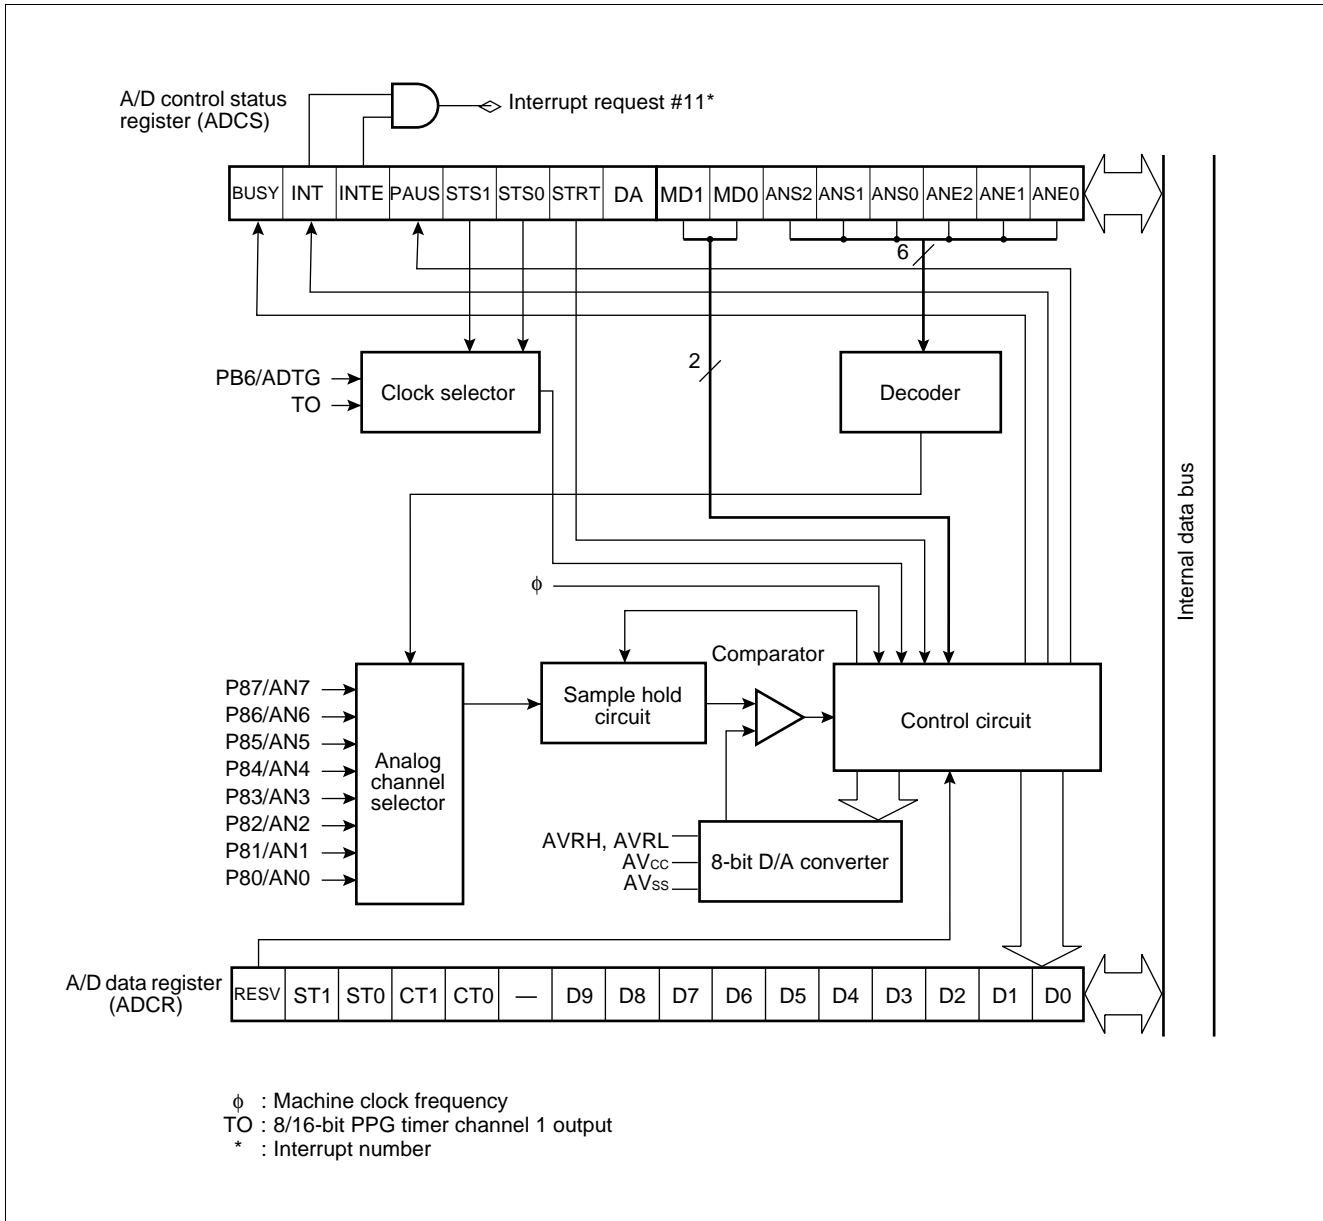 A/D control status
register (ADCS)
Interrupt request #11*
BUSY INT INTE PAUS STS1 STS0 STRT DA MD1 MD0 ANS2 ANS1 ANS0 ANE2 ANE1 ANE0
6
2
PB6/ADTG
TO
Clock selector
Decoder
Internal data bus
φ
Comparator
P87/AN7
P86/AN6
P85/AN5
P84/AN4
P83/AN3
P82/AN2
P81/AN1
P80/AN0
Analog
channel
selector
Sample hold
circuit
Control circuit
AVRH, AVRL
AVCC
AVSS
8-bit D/A converter
A/D data register
(ADCR)
RESV ST1 ST0 CT1 CT0 — D9 D8 D7 D6 D5 D4 D3 D2 D1 D0
φ : Machine clock frequency
TO : 8/16-bit PPG timer channel 1 output
* : Interrupt number